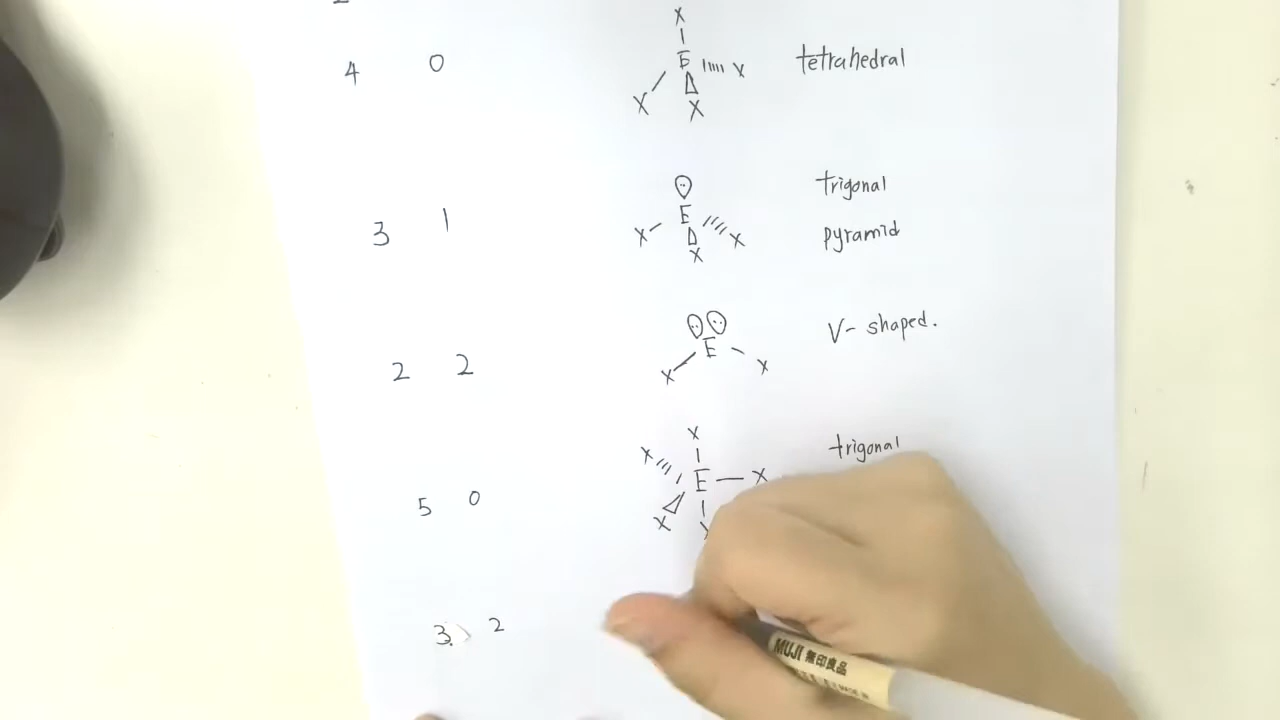 4 0 X E X X X tetrahedral
3 1 E X X X trigonal
pyramid
2 2 E X X V- shaped.
5 0 X X E X X trigonal
3. 2
MUJI 無印良品